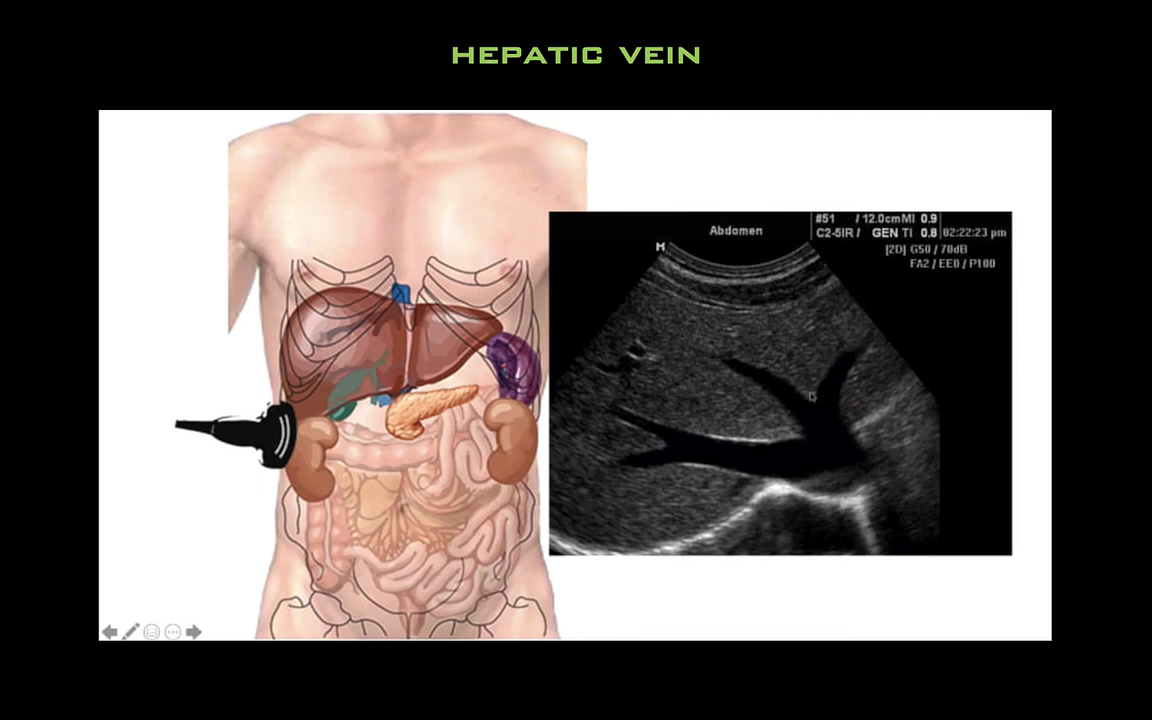 HEPATIC VEIN
Abdomen
#51 / 12.0cm MI 0.9
C2-5IR / GEN TI 0.8 02:22:23 pm
[2D] G50 / 70dB
FA2 / EE0 / P100
M